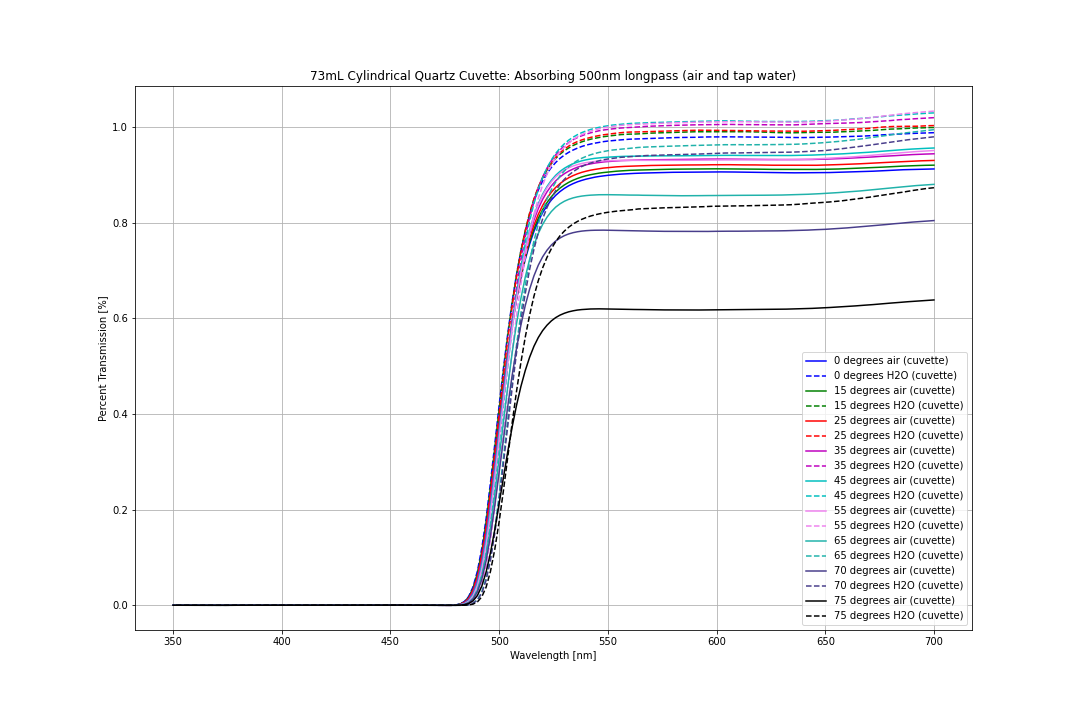 73mL Cylindrical Quartz Cuvette: Absorbing 500nm longpass (air and tap water)
Percent Transmission [%]
1.0
0.8
0.6
0.4
0.2
0.0
0 degrees air (cuvette)
0 degrees H2O (cuvette)
15 degrees air (cuvette)
15 degrees H2O (cuvette)
25 degrees air (cuvette)
25 degrees H2O (cuvette)
35 degrees air (cuvette)
35 degrees H2O (cuvette)
45 degrees air (cuvette)
45 degrees H2O (cuvette)
55 degrees air (cuvette)
55 degrees H2O (cuvette)
65 degrees air (cuvette)
65 degrees H2O (cuvette)
70 degrees air (cuvette)
70 degrees H2O (cuvette)
75 degrees air (cuvette)
75 degrees H2O (cuvette)
350 400 450 500 550 600 650 700
Wavelength [nm]